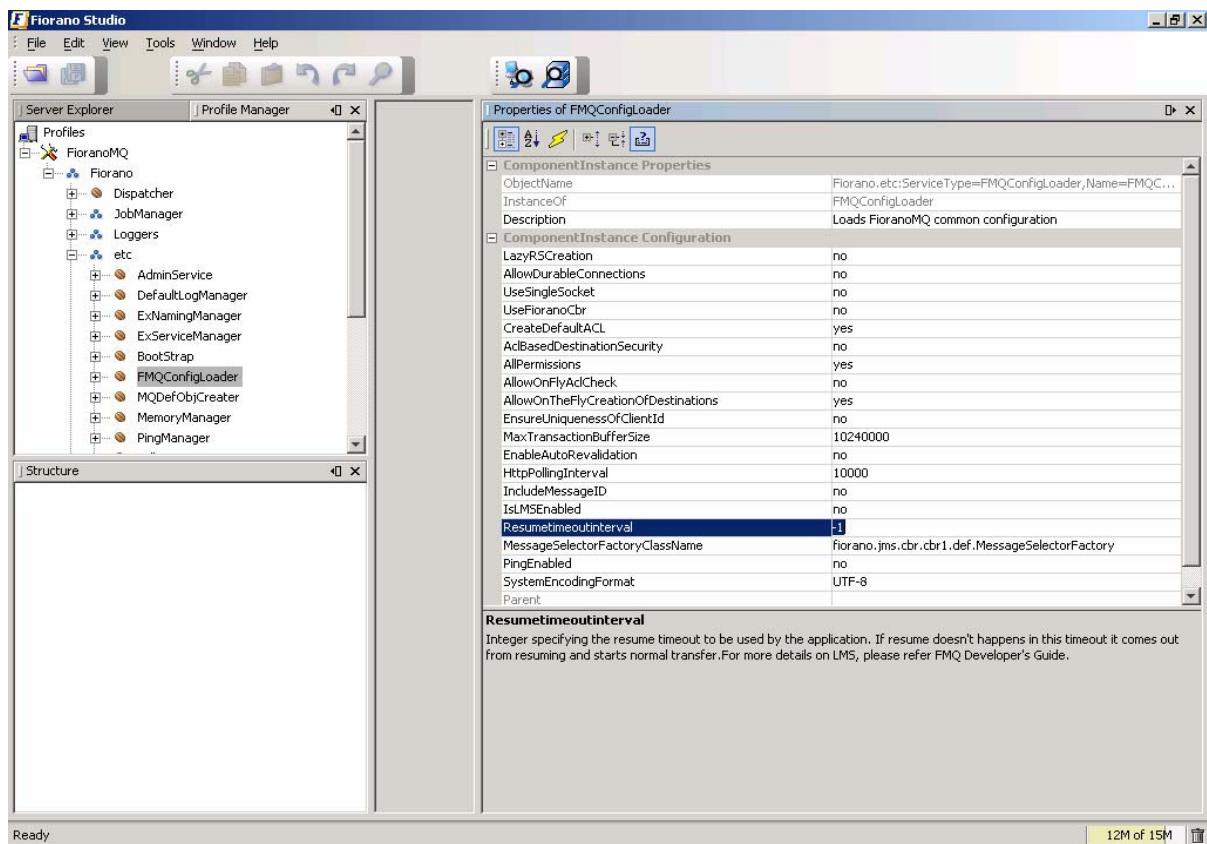 Fiorano Studio
File Edit View Tools Window Help
Server Explorer Profile Manager
Profiles
FioranoMQ
Fiorano
Dispatcher
JobManager
Loggers
etc
AdminService
DefaultLogManager
ExNamingManager
ExServiceManager
BootStrap
FMQConfigLoader
MQDefObjCreater
MemoryManager
PingManager
Structure
Properties of FMQConfigLoader
ComponentInstance Properties
ObjectName Fiorano.etc:ServiceType=FMQConfigLoader,Name=FMQC...
InstanceOf FMQConfigLoader
Description Loads FioranoMQ common configuration
ComponentInstance Configuration
LazyRSCreation no
AllowDurableConnections no
UseSingleSocket no
UseFioranoCbr no
CreateDefaultACL yes
AclBasedDestinationSecurity no
AllPermissions yes
AllowOnFlyAclCheck no
AllowOnTheFlyCreationOfDestinations yes
EnsureUniquenessOfClientId no
MaxTransactionBufferSize 10240000
EnableAutoRevalidation no
HttpPollingInterval 10000
IncludeMessageID no
IsLMSEnabled no
Resumetimeoutinterval -1
MessageSelectorFactoryClassName fiorano.jms.cbr.cbr1.def.MessageSelectorFactory
PingEnabled no
SystemEncodingFormat UTF-8
Parent
Resumetimeoutinterval
Integer specifying the resume timeout to be used by the application. If resume doesn't happens in this timeout it comes out
from resuming and starts normal transfer.For more details on LMS, please refer FMQ Developer's Guide.
Ready 12M of 15M